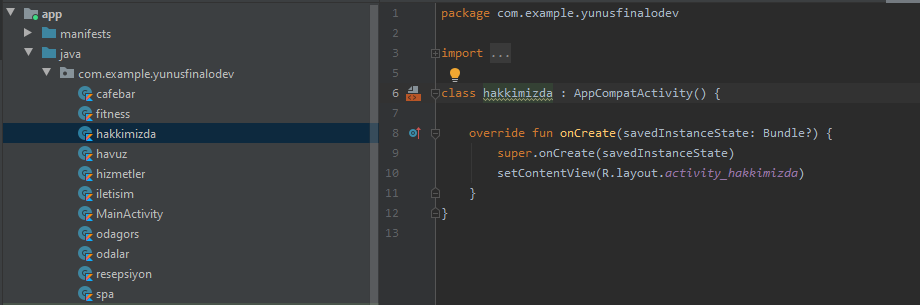 app
manifests
java
com.example.yunusfinalodev
cafebar
fitness
hakkimizda
havuz
hizmetler
iletisim
MainActivity
odagors
odalar
resepsiyon
spa
1 package com.example.yunusfinalodev
2
3 import ...
5
6 class hakkimizda : AppCompatActivity() {
7
8 override fun onCreate(savedInstanceState: Bundle?) {
9 super.onCreate(savedInstanceState)
10 setContentView(R.layout.activity_hakkimizda)
11 }
12 }
13